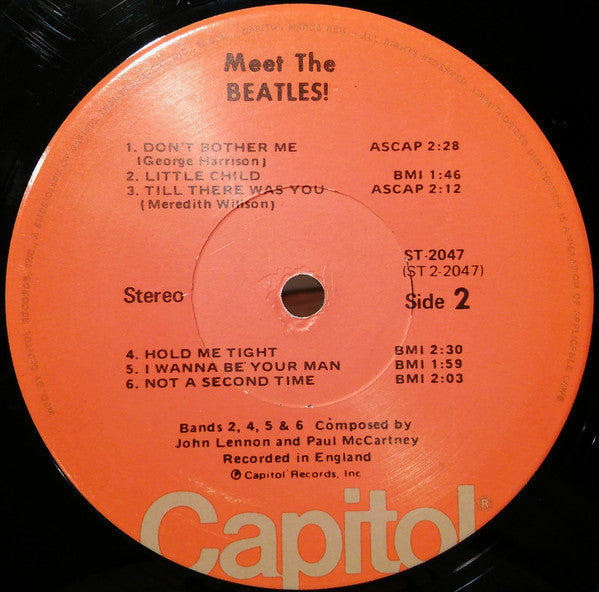 Meet The
BEATLES!
1. DON'T BOTHER ME ASCAP 2:28
(George Harrison)
2. LITTLE CHILD BMI 1:46
3. TILL THERE WAS YOU ASCAP 2:12
(Meredith Willson)
ST-2047
(ST 2-2047)
Stereo
Side 2
4. HOLD ME TIGHT BMI 2:30
5. I WANNA BE YOUR MAN BMI 1:59
6. NOT A SECOND TIME BMI 2:03
Bands 2, 4, 5 & 6 Composed by
John Lennon and Paul McCartney
Recorded in England
℗ Capitol Records, Inc
Capitol®